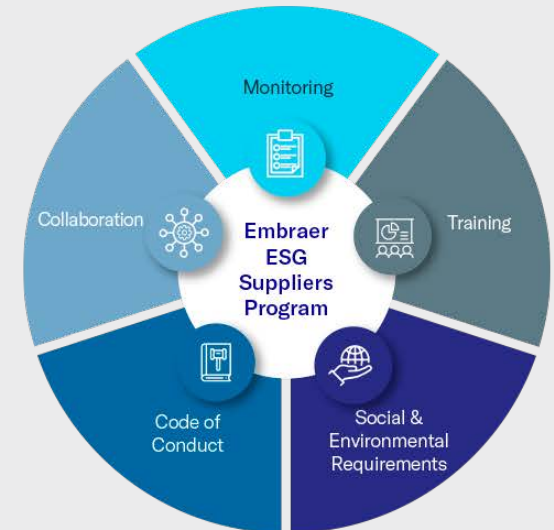 Monitoring
Collaboration
Training
Embraer
ESG
Suppliers
Program
Code of
Conduct
Social &
Environmental
Requirements